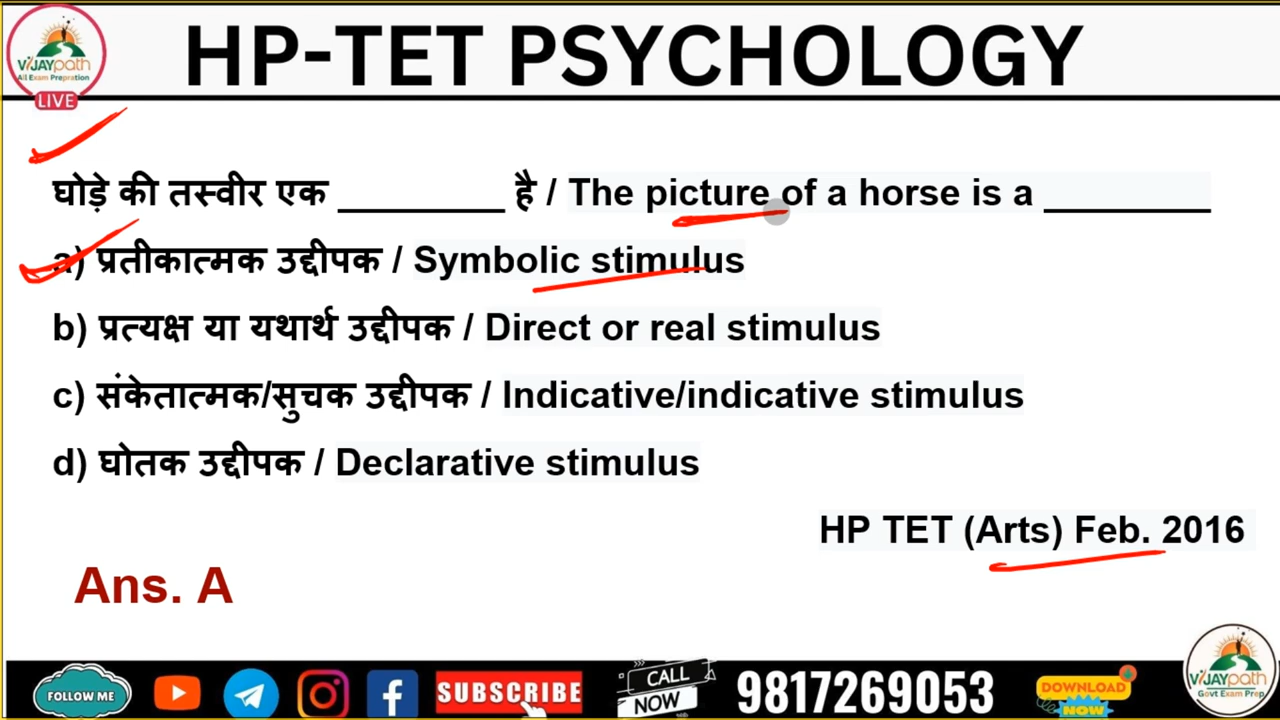 VIJAYpath
All Exam Prepration
LIVE
HP-TET PSYCHOLOGY
घोड़े की तस्वीर एक ________ है / The picture of a horse is a ________
a) प्रतीकात्मक उद्दीपक / Symbolic stimulus
b) प्रत्यक्ष या यथार्थ उद्दीपक / Direct or real stimulus
c) संकेतात्मक/सुचक उद्दीपक / Indicative/indicative stimulus
d) घोतक उद्दीपक / Declarative stimulus
HP TET (Arts) Feb. 2016
Ans. A
FOLLOW ME
SUBSCRIBE
CALL
NOW
9817269053
DOWNLOAD
NOW
VIJAYpath
Govt Exam Prep